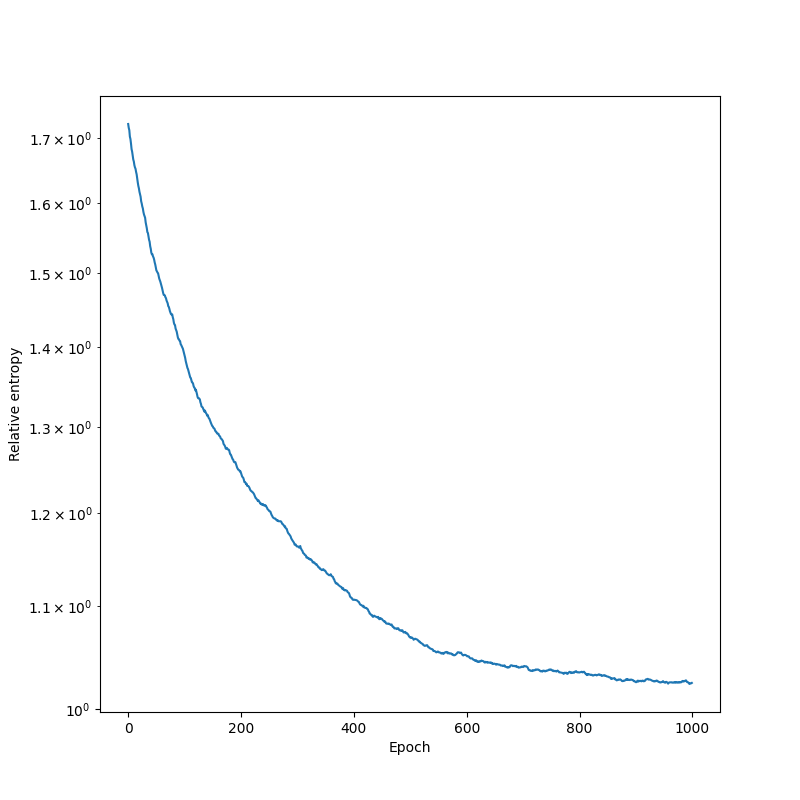 1.7 × 10⁰
1.6 × 10⁰
1.5 × 10⁰
1.4 × 10⁰
1.3 × 10⁰
1.2 × 10⁰
1.1 × 10⁰
10⁰
Relative entropy
0 200 400 600 800 1000
Epoch